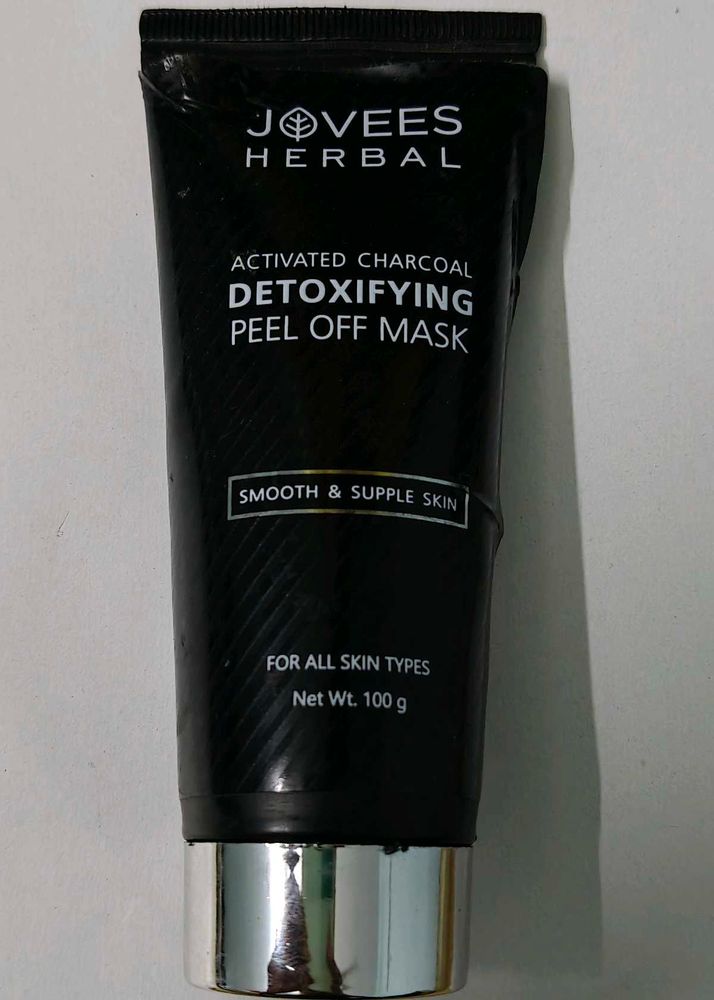 JOVEES
HERBAL
ACTIVATED CHARCOAL
DETOXIFYING
PEEL OFF MASK
SMOOTH & SUPPLE SKIN
FOR ALL SKIN TYPES
Net Wt. 100 g